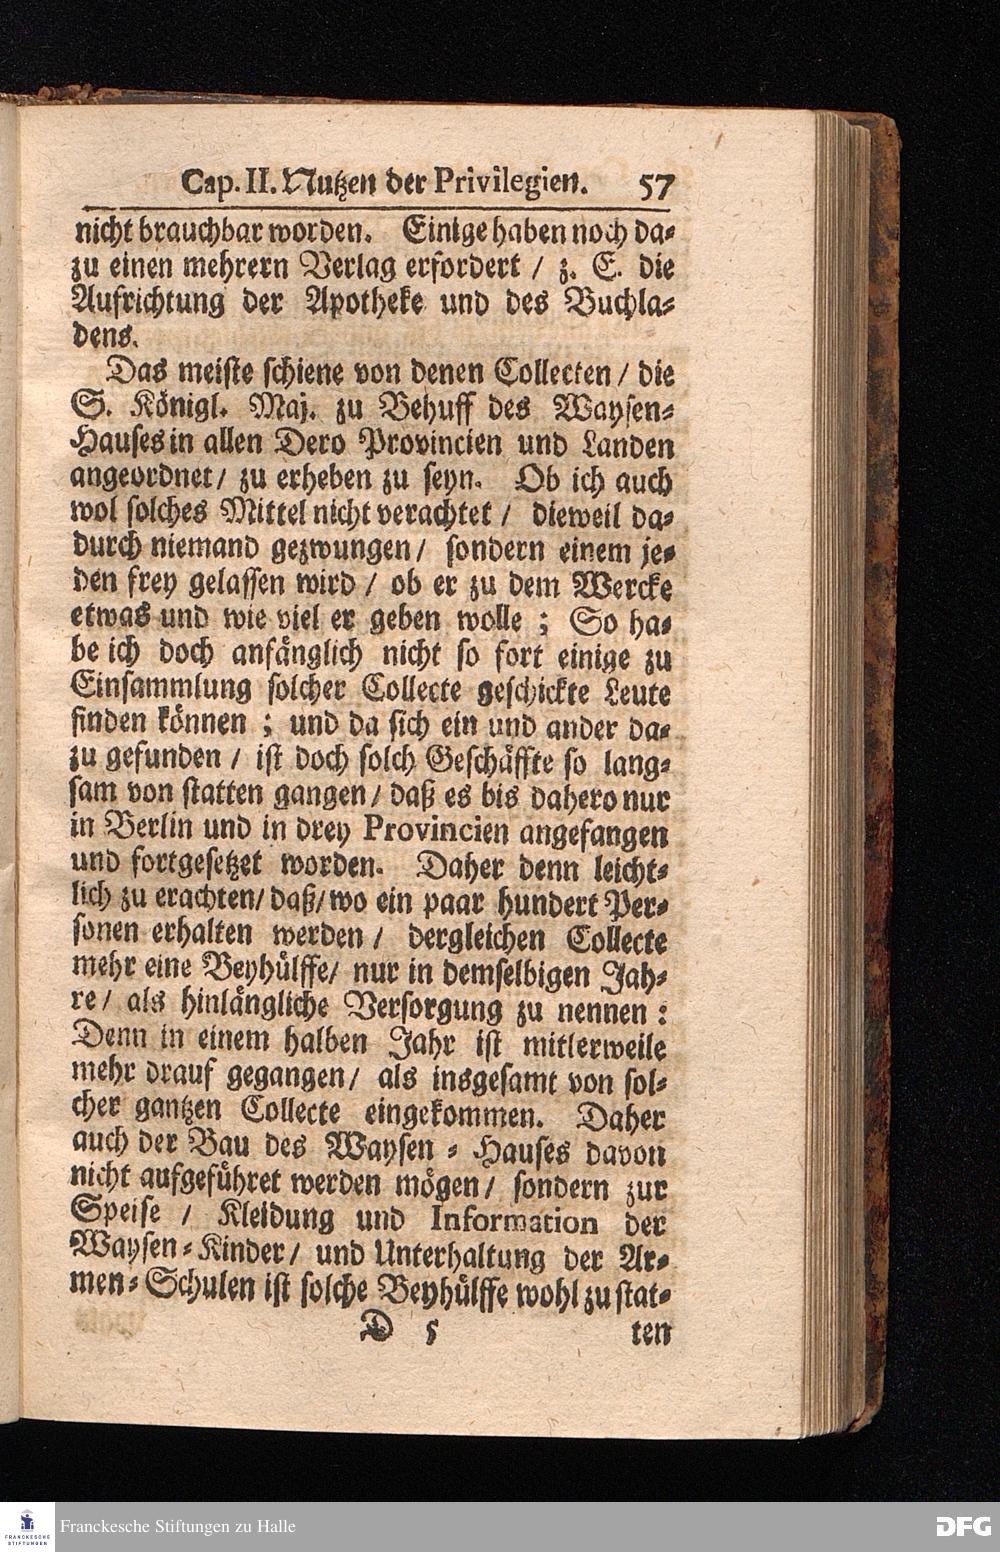 Cap. II. Nutzen der Privilegien. 57
nicht brauchbar worden. Einige haben noch da-
zu einen mehrern Verlag erfordert / z. E. die
Aufrichtung der Apotheke und des Buchla-
dens.
Das meiste schiene von denen Collecten / die
S. Königl. Maj. zu Behuff des Waysen-
Hauses in allen Dero Provincien und Landen
angeordnet / zu erheben zu seyn. Ob ich auch
wol solches Mittel nicht verachtet / dieweil da-
durch niemand gezwungen / sondern einem je-
den frey gelassen wird / ob er zu dem Wercke
etwas und wie viel er geben wolle ; So ha-
be ich doch anfänglich nicht so fort einige zu
Einsammlung solcher Collecte geschickte Leute
finden können ; und da sich ein und ander da-
zu gefunden / ist doch solch Geschäffte so lang-
sam von statten gangen / daß es bis dahero nur
in Berlin und in drey Provincien angefangen
und fortgesetzet worden. Daher denn leicht-
lich zu erachten / daß / wo ein paar hundert Per-
sonen erhalten werden / dergleichen Collecte
mehr eine Beyhülffe / nur in demselbigen Jah-
re / als hinlängliche Versorgung zu nennen :
Denn in einem halben Jahr ist mitlerweile
mehr drauf gegangen / als insgesamt von sol-
cher gantzen Collecte eingekommen. Daher
auch der Bau des Waysen - Hauses davon
nicht aufgeführet werden mögen / sondern zur
Speise / Kleidung und Information der
Waysen-Kinder / und Unterhaltung der Ar-
men-Schulen ist solche Beyhülffe wohl zu stat-
D 5 ten
FRANCKESCHE STIFTUNGEN
Franckesche Stiftungen zu Halle
DFG